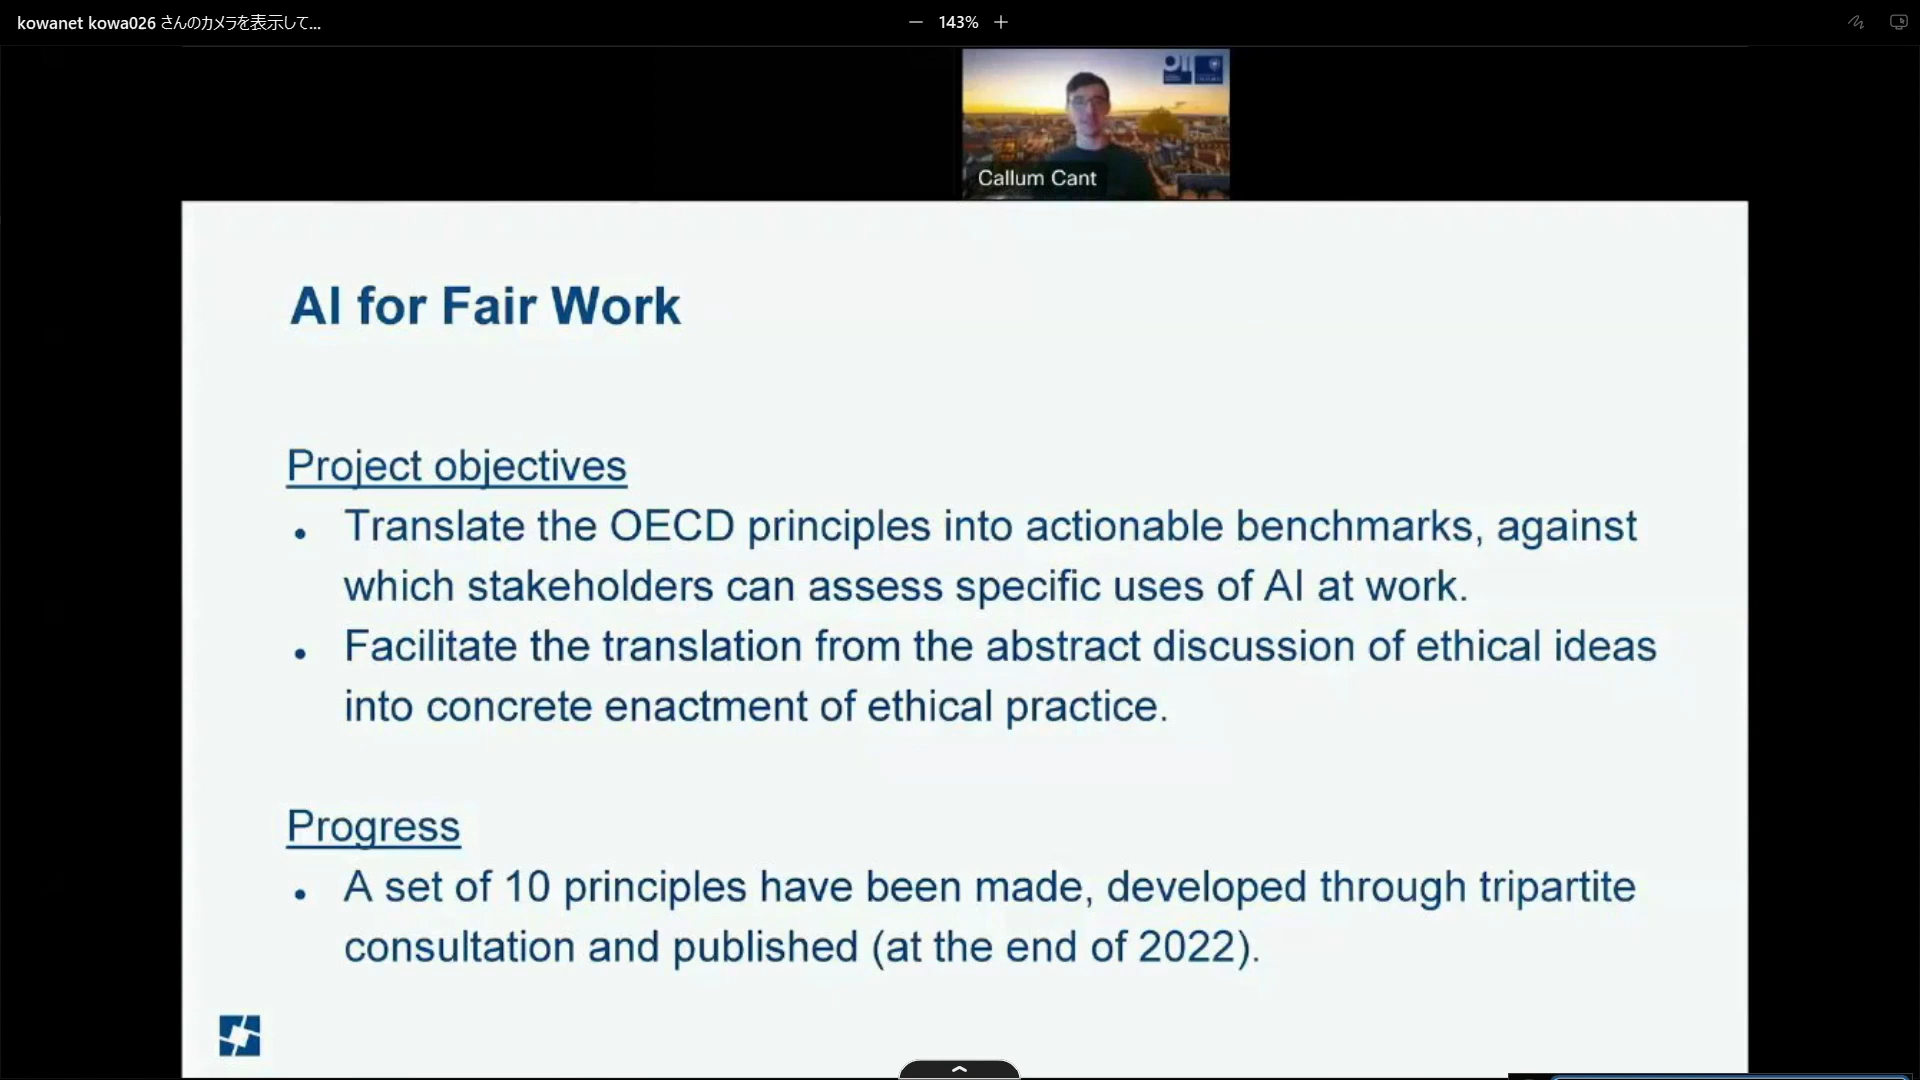 kowanet kowa026 さんのカメラを表示して...
143%
Callum Cant
AI for Fair Work
Project objectives
• Translate the OECD principles into actionable benchmarks, against
which stakeholders can assess specific uses of AI at work.
• Facilitate the translation from the abstract discussion of ethical ideas
into concrete enactment of ethical practice.
Progress
• A set of 10 principles have been made, developed through tripartite
consultation and published (at the end of 2022).